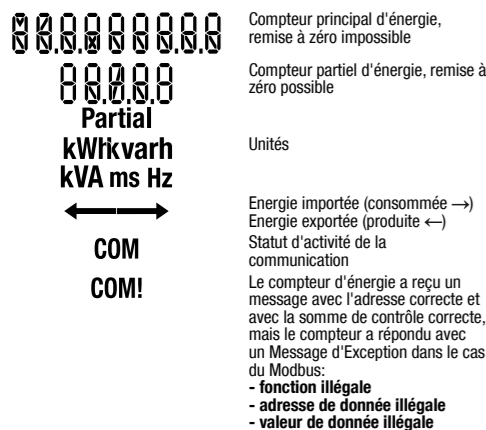 Compteur principal d'énergie,
remise à zéro impossible
Compteur partiel d'énergie, remise à
zéro possible
Partial
kWhkvarh
Unités
kVA ms Hz
Energie importée (consommée →)
Energie exportée (produite ←)
COM
Statut d'activité de la
communication
COM!
Le compteur d'énergie a reçu un
message avec l'adresse correcte et
avec la somme de contrôle correcte,
mais le compteur a répondu avec
un Message d'Exception dans le cas
du Modbus:
- fonction illégale
- adresse de donnée illégale
- valeur de donnée illégale